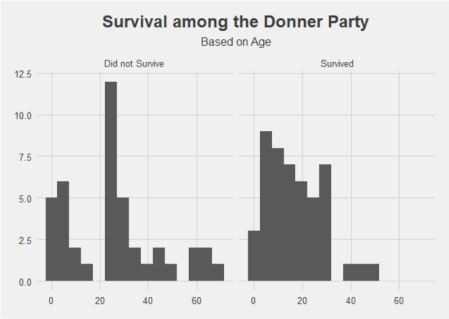 Survival among the Donner Party
Based on Age
Did not Survive
Survived
12.5
10.0
7.5
5.0
2.5
0.0
0 20 40 60 0 20 40 60